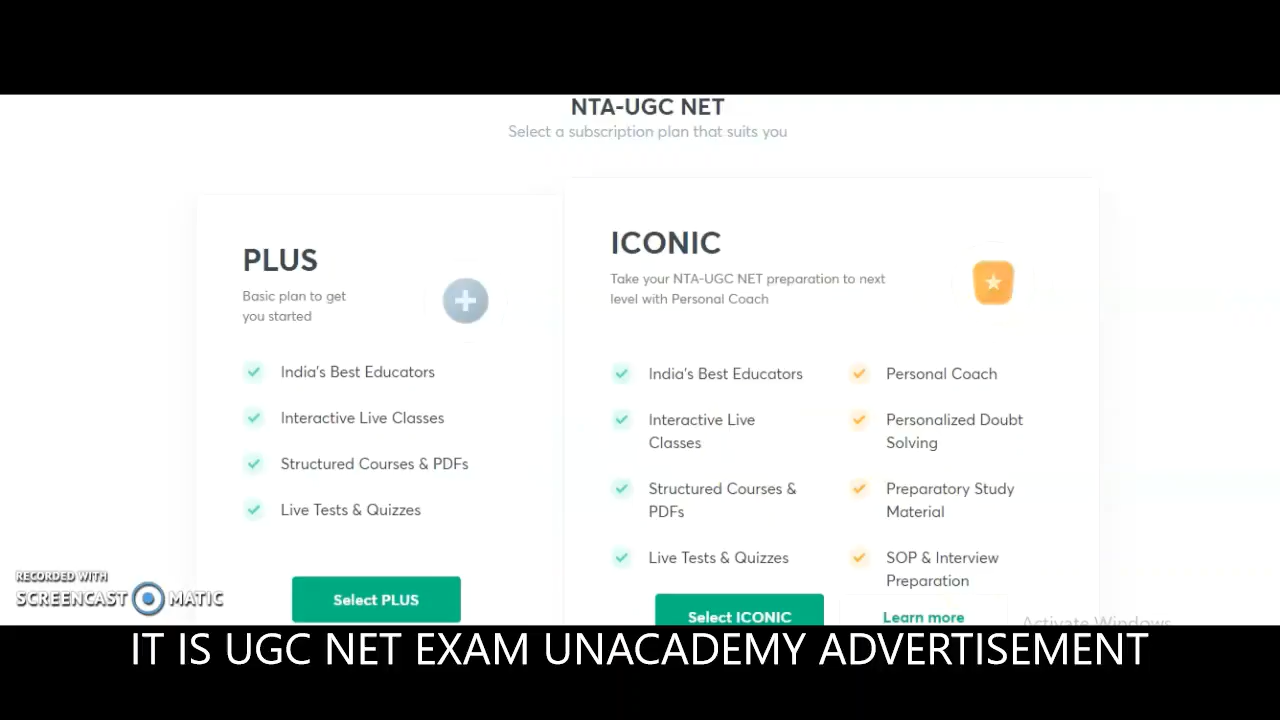 NTA-UGC NET
Select a subscription plan that suits you
PLUS
Basic plan to get
you started
India's Best Educators
Interactive Live Classes
Structured Courses & PDFs
Live Tests & Quizzes
Select PLUS
ICONIC
Take your NTA-UGC NET preparation to next
level with Personal Coach
India's Best Educators
Interactive Live
Classes
Structured Courses &
PDFs
Live Tests & Quizzes
Personal Coach
Personalized Doubt
Solving
Preparatory Study
Material
SOP & Interview
Preparation
Select ICONIC
Learn more
Activate Windows
RECORDED WITH
SCREENCAST MATIC
IT IS UGC NET EXAM UNACADEMY ADVERTISEMENT